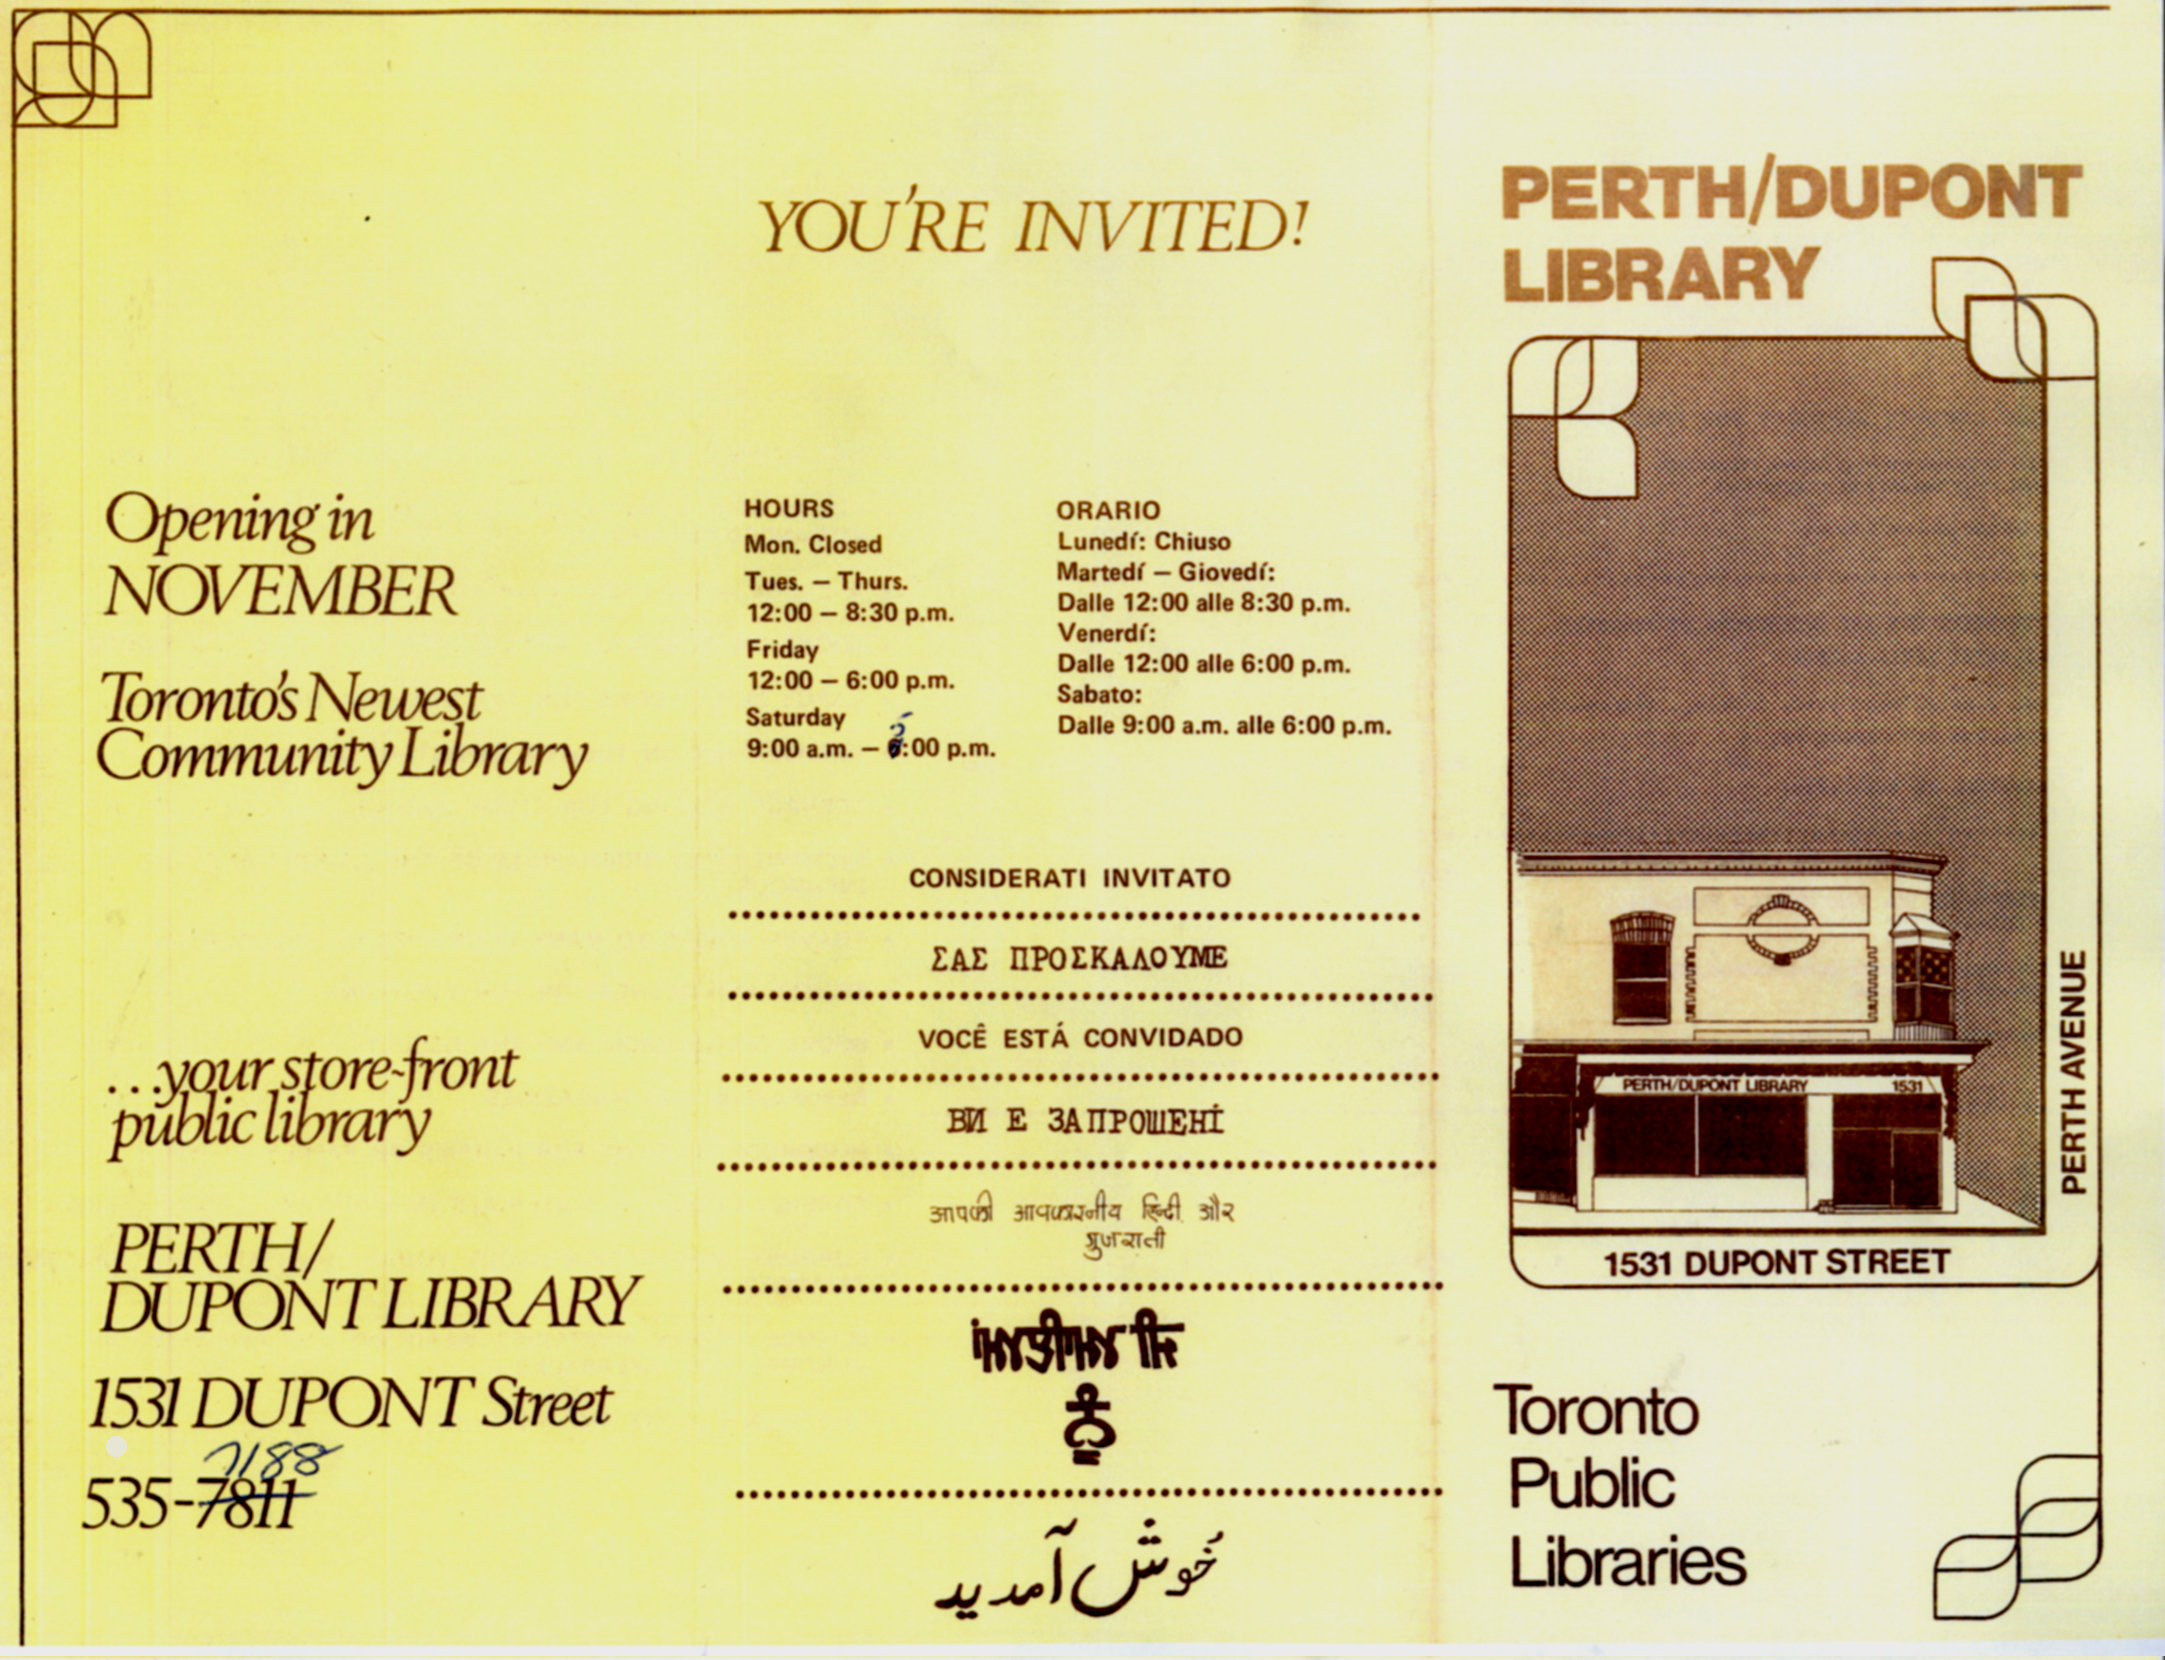 Opening in
NOVEMBER
Toronto's Newest
Community Library
...your store-front
public library
PERTH/
DUPONT LIBRARY
1531 DUPONT Street
7188
535-7811
YOU'RE INVITED!
HOURS
Mon. Closed
Tues. – Thurs.
12:00 – 8:30 p.m.
Friday
12:00 – 6:00 p.m.
Saturday
9:00 a.m. – :00 p.m.
ORARIO
Lunedí: Chiuso
Martedí – Giovedí:
Dalle 12:00 alle 8:30 p.m.
Venerdí:
Dalle 12:00 alle 6:00 p.m.
Sabato:
Dalle 9:00 a.m. alle 6:00 p.m.
CONSIDERATI INVITATO
ΣΑΣ ΠΡΟΣΚΑΛΟΥΜΕ
VOCÊ ESTÁ CONVIDADO
ВИ Е ЗАПРОШЕНІ
हिन्दी और
गुजराती
خُوش آمدید
PERTH/DUPONT
LIBRARY
PERTH/DUPONT LIBRARY 1531
PERTH AVENUE
1531 DUPONT STREET
Toronto
Public
Libraries